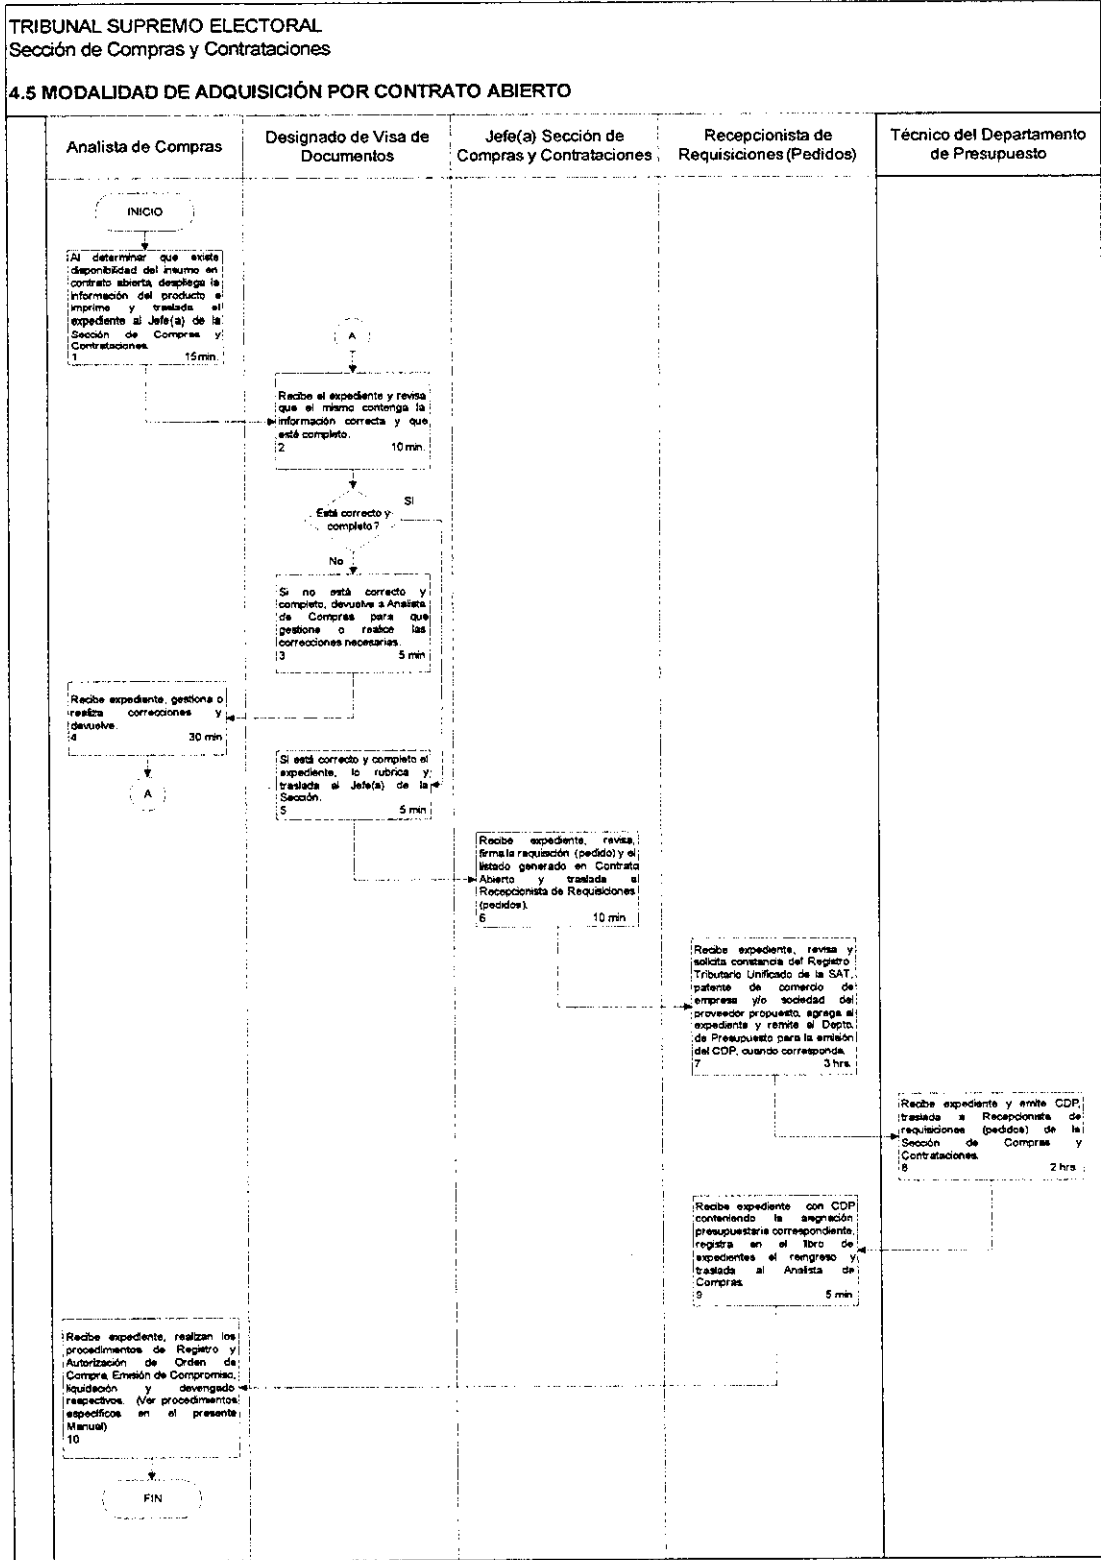 TRIBUNAL SUPREMO ELECTORAL
Sección de Compras y Contrataciones
4.5 MODALIDAD DE ADQUISICIÓN POR CONTRATO ABIERTO
Analista de Compras
Designado de Visa de
Documentos
Jefe(a) Sección de
Compras y Contrataciones
Recepcionista de
Requisiciones (Pedidos)
Técnico del Departamento
de Presupuesto
INICIO
Al determinar que existe
disponibilidad del insumo en
contrato abierta, despliega la
información del producto e
imprime y traslada el
expediente al Jefe(a) de la
Sección de Compras y
Contrataciones.
1 15 min.
A
Recibe el expediente y revisa
que el mismo contenga la
información correcta y que
esté completo.
2 10 min.
Está correcto y
completo?
SI
No
Si no está correcto y
completo, devuelve a Analista
de Compras para que
gestione o realice las
correcciones necesarias.
3 5 min
Recibe expediente, gestiona o
realiza correcciones y
devuelve.
4 30 min
A
Si está correcto y completo el
expediente, lo rubrica y
traslada al Jefe(a) de la
Sección.
5 5 min
Recibe expediente, revisa,
firma la requisición (pedido) y el
listado generado en Contrato
Abierto y traslada a
Recepcionista de Requisiciones
(pedidos).
6 10 min
Recibe expediente, revisa y
solicita constancia del Registro
Tributario Unificado de la SAT,
patente de comercio de
empresa y/o sociedad del
proveedor propuesto, agrega al
expediente y remite al Depto.
de Presupuesto para la emisión
del CDP, cuando corresponda.
7 3 hrs.
Recibe expediente y emite CDP,
traslada a Recepcionista de
requisiciones (pedidos) de la
Sección de Compras y
Contrataciones.
8 2 hrs.
Recibe expediente con CDP
conteniendo la asignación
presupuestaria correspondiente,
registra en el libro de
expedientes el reingreso y
traslada al Analista de
Compras.
9 5 min
Recibe expediente, realizan los
procedimientos de Registro y
Autorización de Orden de
Compra, Emisión de Compromiso,
liquidación y devengado
respectivos. (Ver procedimientos
específicos en el presente
Manual)
10
FIN